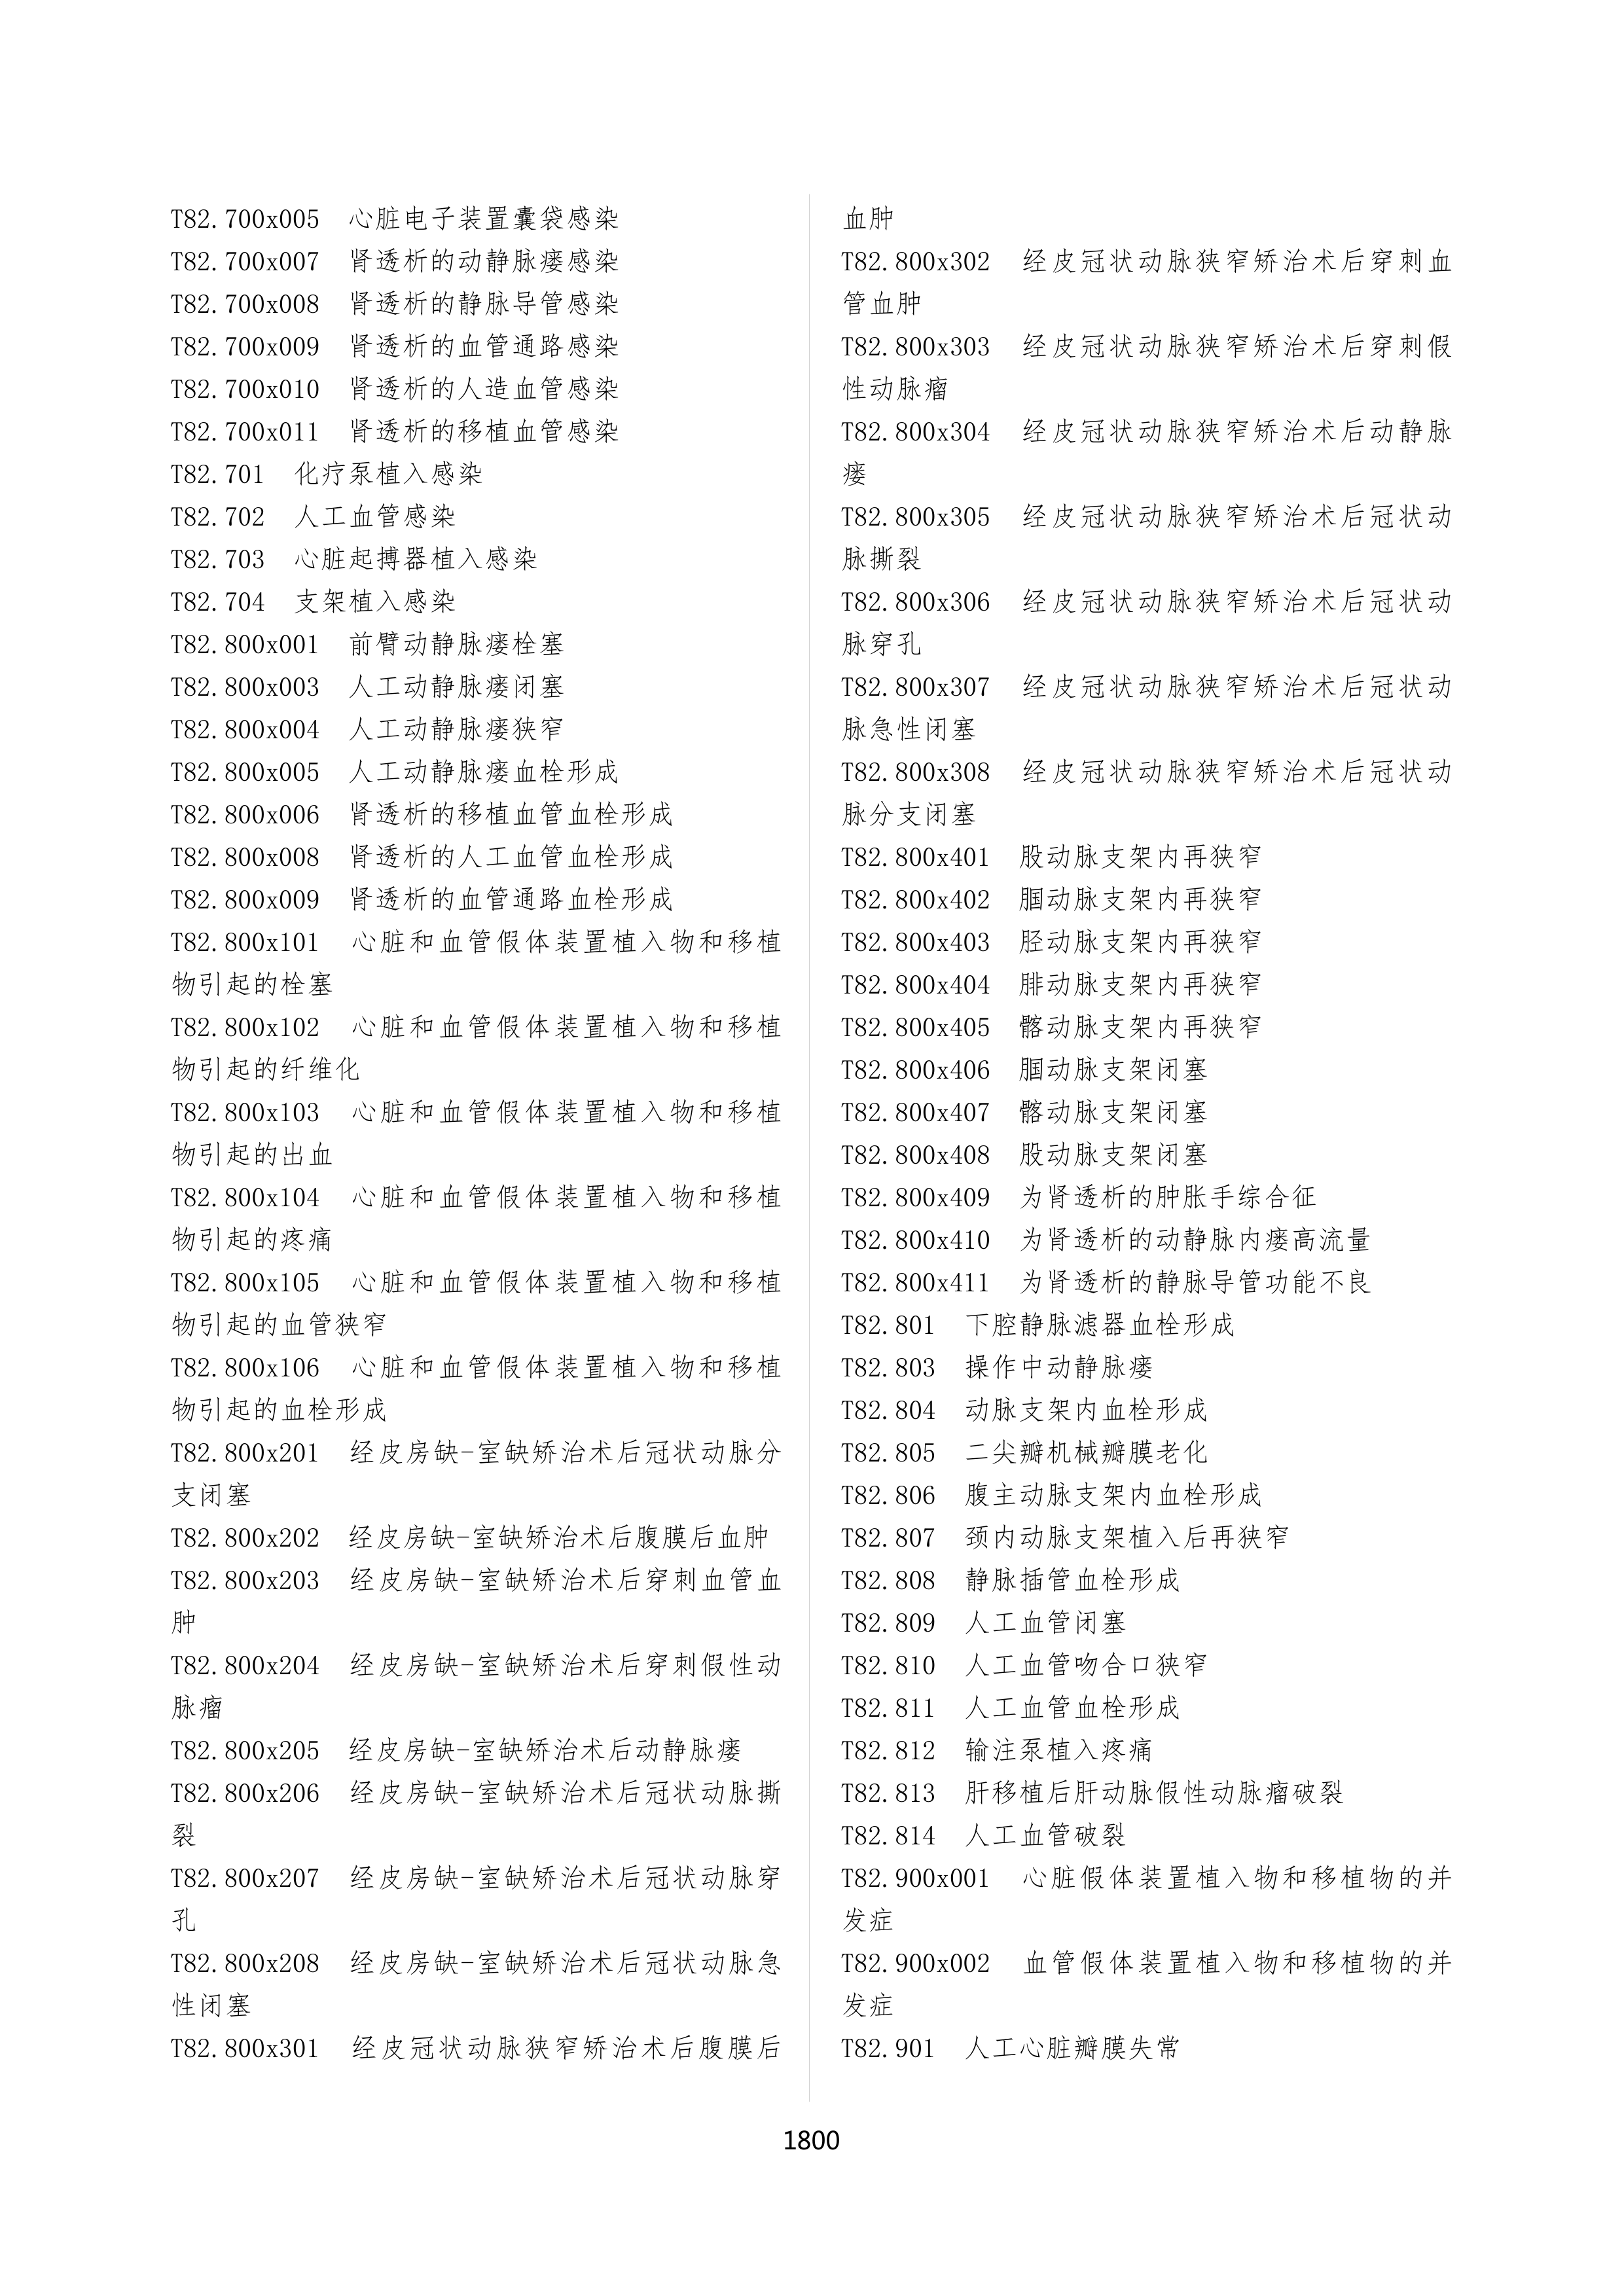 T82.700x005　心脏电子装置囊袋感染
T82.700x007　肾透析的动静脉瘘感染
T82.700x008　肾透析的静脉导管感染
T82.700x009　肾透析的血管通路感染
T82.700x010　肾透析的人造血管感染
T82.700x011　肾透析的移植血管感染
T82.701　化疗泵植入感染
T82.702　人工血管感染
T82.703　心脏起搏器植入感染
T82.704　支架植入感染
T82.800x001　前臂动静脉瘘栓塞
T82.800x003　人工动静脉瘘闭塞
T82.800x004　人工动静脉瘘狭窄
T82.800x005　人工动静脉瘘血栓形成
T82.800x006　肾透析的移植血管血栓形成
T82.800x008　肾透析的人工血管血栓形成
T82.800x009　肾透析的血管通路血栓形成
T82.800x101　心脏和血管假体装置植入物和移植
物引起的栓塞
T82.800x102　心脏和血管假体装置植入物和移植
物引起的纤维化
T82.800x103　心脏和血管假体装置植入物和移植
物引起的出血
T82.800x104　心脏和血管假体装置植入物和移植
物引起的疼痛
T82.800x105　心脏和血管假体装置植入物和移植
物引起的血管狭窄
T82.800x106　心脏和血管假体装置植入物和移植
物引起的血栓形成
T82.800x201　经皮房缺-室缺矫治术后冠状动脉分
支闭塞
T82.800x202　经皮房缺-室缺矫治术后腹膜后血肿
T82.800x203　经皮房缺-室缺矫治术后穿刺血管血
肿
T82.800x204　经皮房缺-室缺矫治术后穿刺假性动
脉瘤
T82.800x205　经皮房缺-室缺矫治术后动静脉瘘
T82.800x206　经皮房缺-室缺矫治术后冠状动脉撕
裂
T82.800x207　经皮房缺-室缺矫治术后冠状动脉穿
孔
T82.800x208　经皮房缺-室缺矫治术后冠状动脉急
性闭塞
T82.800x301　经皮冠状动脉狭窄矫治术后腹膜后
血肿
T82.800x302　经皮冠状动脉狭窄矫治术后穿刺血
管血肿
T82.800x303　经皮冠状动脉狭窄矫治术后穿刺假
性动脉瘤
T82.800x304　经皮冠状动脉狭窄矫治术后动静脉
瘘
T82.800x305　经皮冠状动脉狭窄矫治术后冠状动
脉撕裂
T82.800x306　经皮冠状动脉狭窄矫治术后冠状动
脉穿孔
T82.800x307　经皮冠状动脉狭窄矫治术后冠状动
脉急性闭塞
T82.800x308　经皮冠状动脉狭窄矫治术后冠状动
脉分支闭塞
T82.800x401　股动脉支架内再狭窄
T82.800x402　腘动脉支架内再狭窄
T82.800x403　胫动脉支架内再狭窄
T82.800x404　腓动脉支架内再狭窄
T82.800x405　髂动脉支架内再狭窄
T82.800x406　腘动脉支架闭塞
T82.800x407　髂动脉支架闭塞
T82.800x408　股动脉支架闭塞
T82.800x409　为肾透析的肿胀手综合征
T82.800x410　为肾透析的动静脉内瘘高流量
T82.800x411　为肾透析的静脉导管功能不良
T82.801　下腔静脉滤器血栓形成
T82.803　操作中动静脉瘘
T82.804　动脉支架内血栓形成
T82.805　二尖瓣机械瓣膜老化
T82.806　腹主动脉支架内血栓形成
T82.807　颈内动脉支架植入后再狭窄
T82.808　静脉插管血栓形成
T82.809　人工血管闭塞
T82.810　人工血管吻合口狭窄
T82.811　人工血管血栓形成
T82.812　输注泵植入疼痛
T82.813　肝移植后肝动脉假性动脉瘤破裂
T82.814　人工血管破裂
T82.900x001　心脏假体装置植入物和移植物的并
发症
T82.900x002　血管假体装置植入物和移植物的并
发症
T82.901　人工心脏瓣膜失常
1800